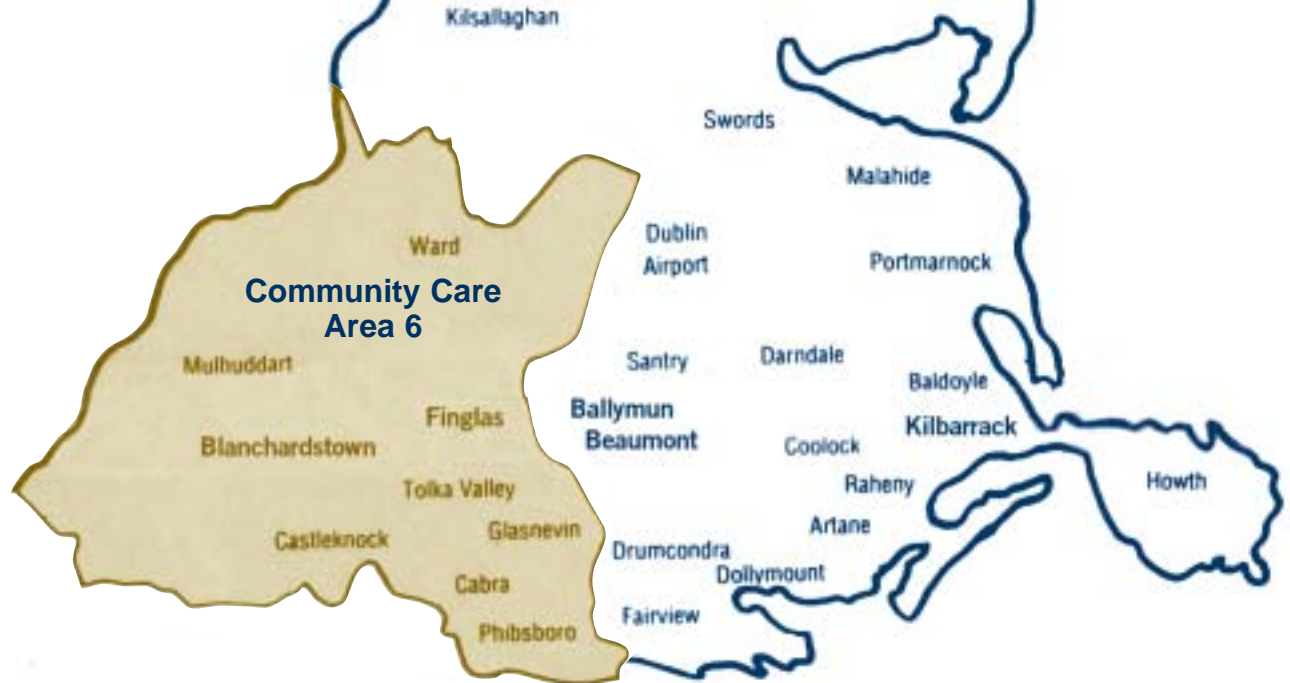 Kilsallaghan
Swords
Malahide
Ward
Dublin
Airport
Portmarnock
Community Care
Area 6
Mulhuddart
Santry
Darndale
Baldoyle
Finglas
Ballymun
Beaumont
Kilbarrack
Blanchardstown
Coolock
Tolka Valley
Raheny
Howth
Castleknock
Glasnevin
Artane
Drumcondra
Dollymount
Cabra
Fairview
Phibsboro